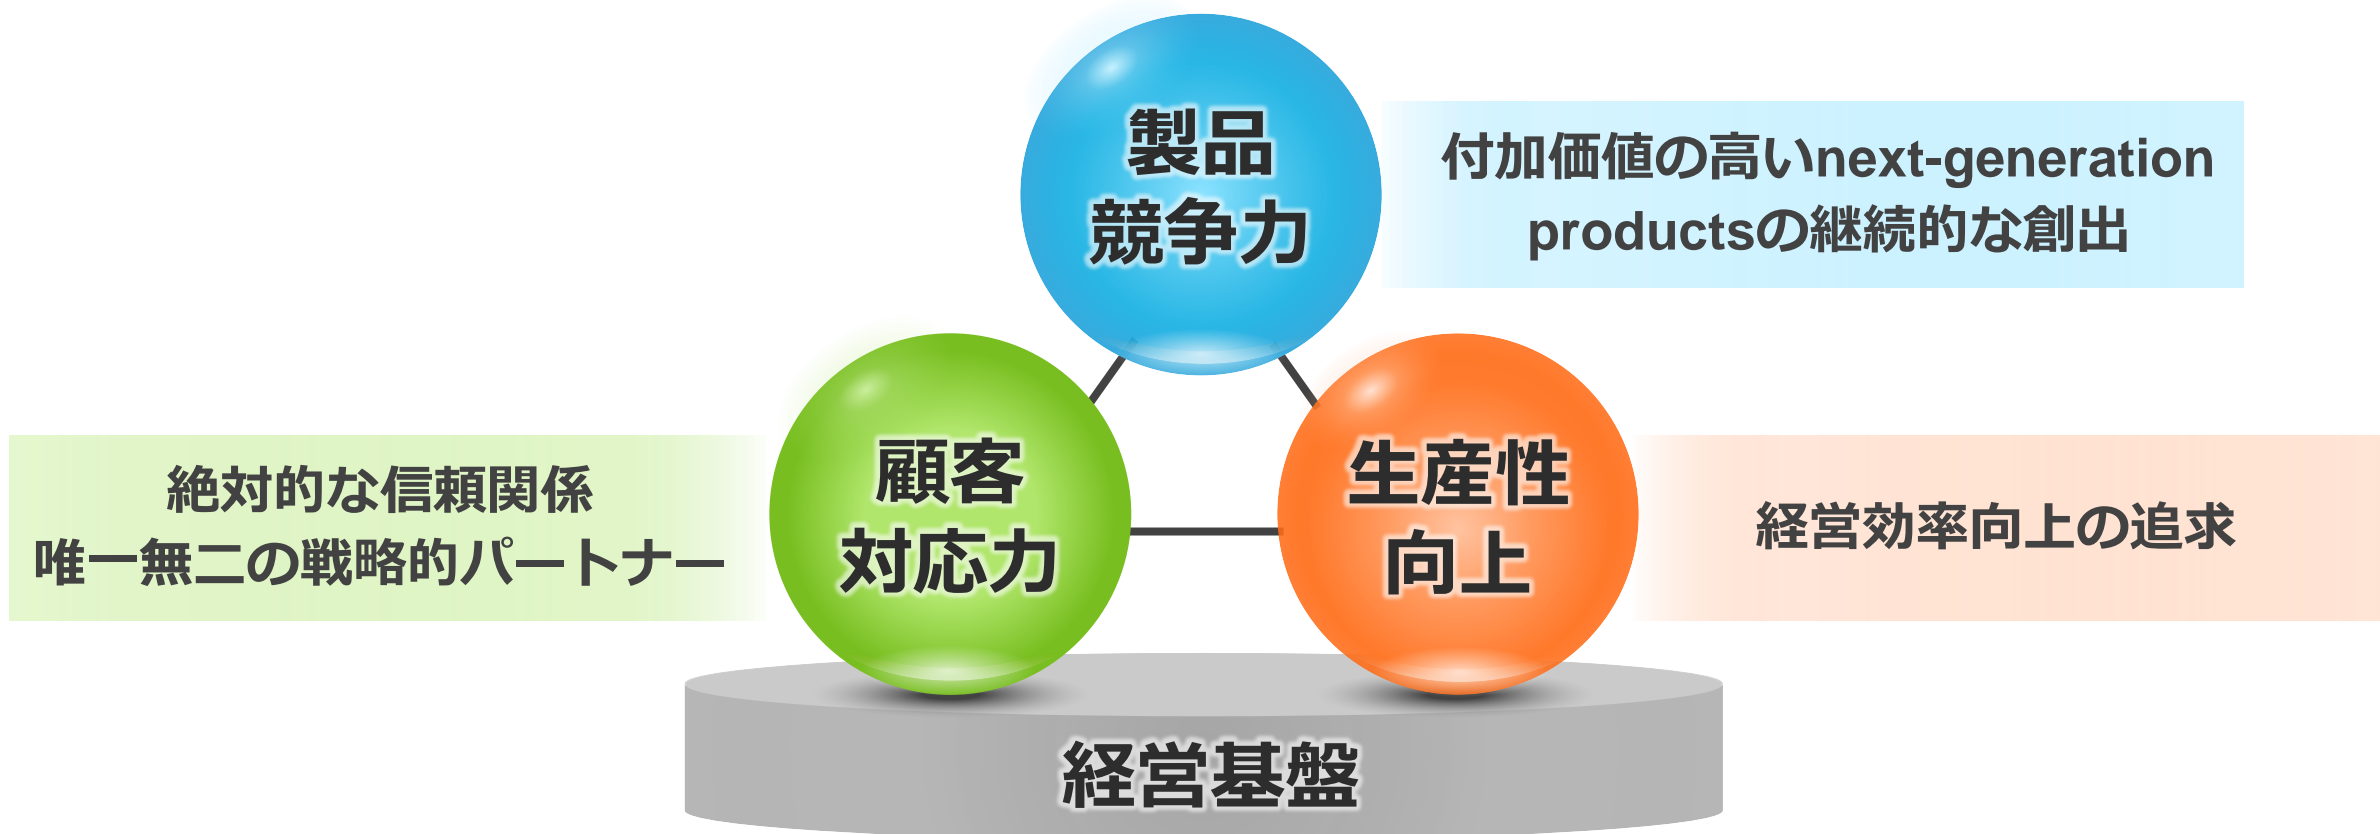 製品
競争力
付加価値の高いnext-generation
productsの継続的な創出
顧客
対応力
絶対的な信頼関係
唯一無二の戦略的パートナー
生産性
向上
経営効率向上の追求
経営基盤